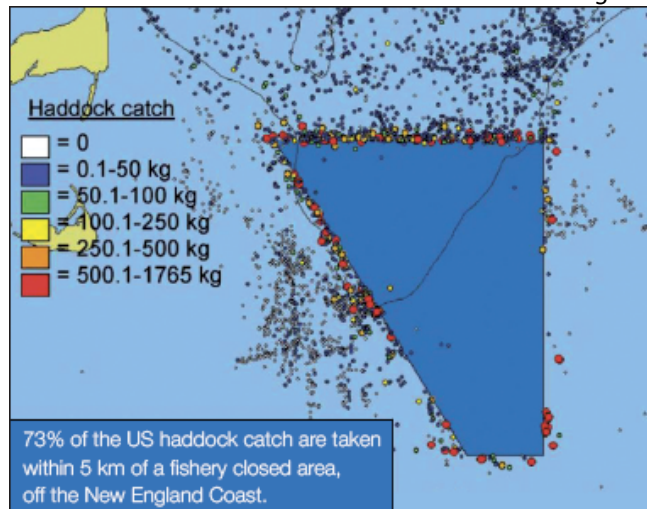 Haddock catch
= 0
= 0.1-50 kg
= 50.1-100 kg
= 100.1-250 kg
= 250.1-500 kg
= 500.1-1765 kg
73% of the US haddock catch are taken
within 5 km of a fishery closed area,
off the New England Coast.